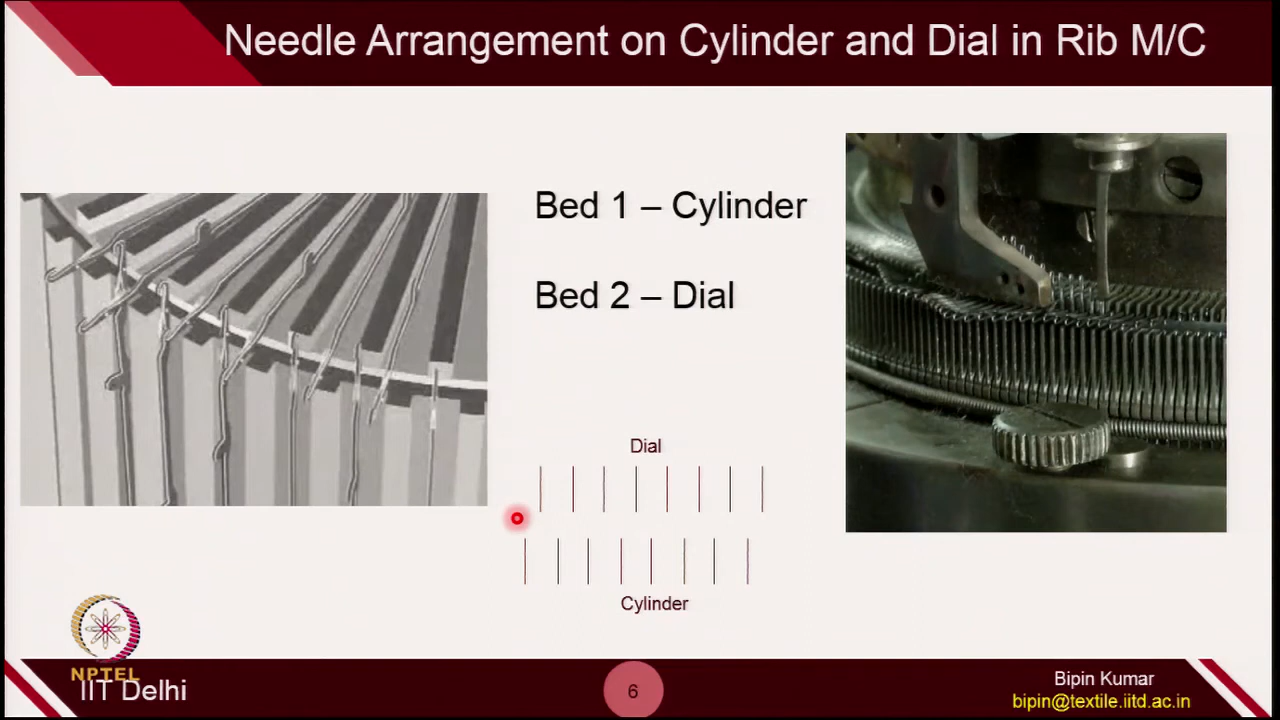 Needle Arrangement on Cylinder and Dial in Rib M/C
Bed 1 – Cylinder
Bed 2 – Dial
Dial
Cylinder
NPTEL
IIT Delhi
6
Bipin Kumar
bipin@textile.iitd.ac.in